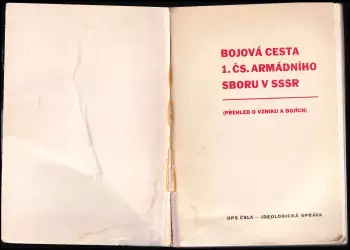 BOJOVÁ CESTA
1. ČS. ARMÁDNÍHO
SBORU V SSSR
(PŘEHLED O VZNIKU A BOJÍCH)
HPS ČSLA — IDEOLOGICKÁ SPRÁVA